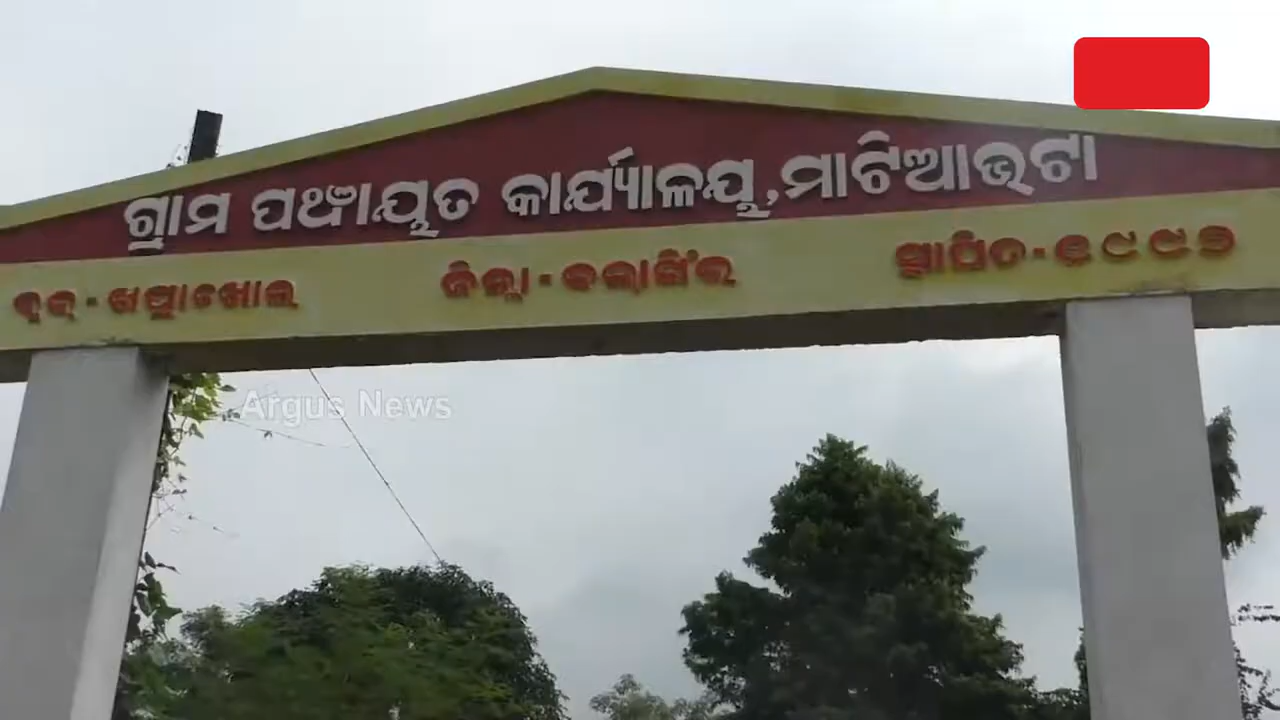 ଗ୍ରାମ ପଞ୍ଚାୟତ କାର୍ଯ୍ୟାଳୟ, ମାଟିଆଭଟା
ବ୍ଲକ୍ - ଖପ୍ରାଖୋଲ ଜିଲ୍ଲା - ବଲାଙ୍ଗିର ସ୍ଥାପିତ - ୧୯୯୨
Argus News